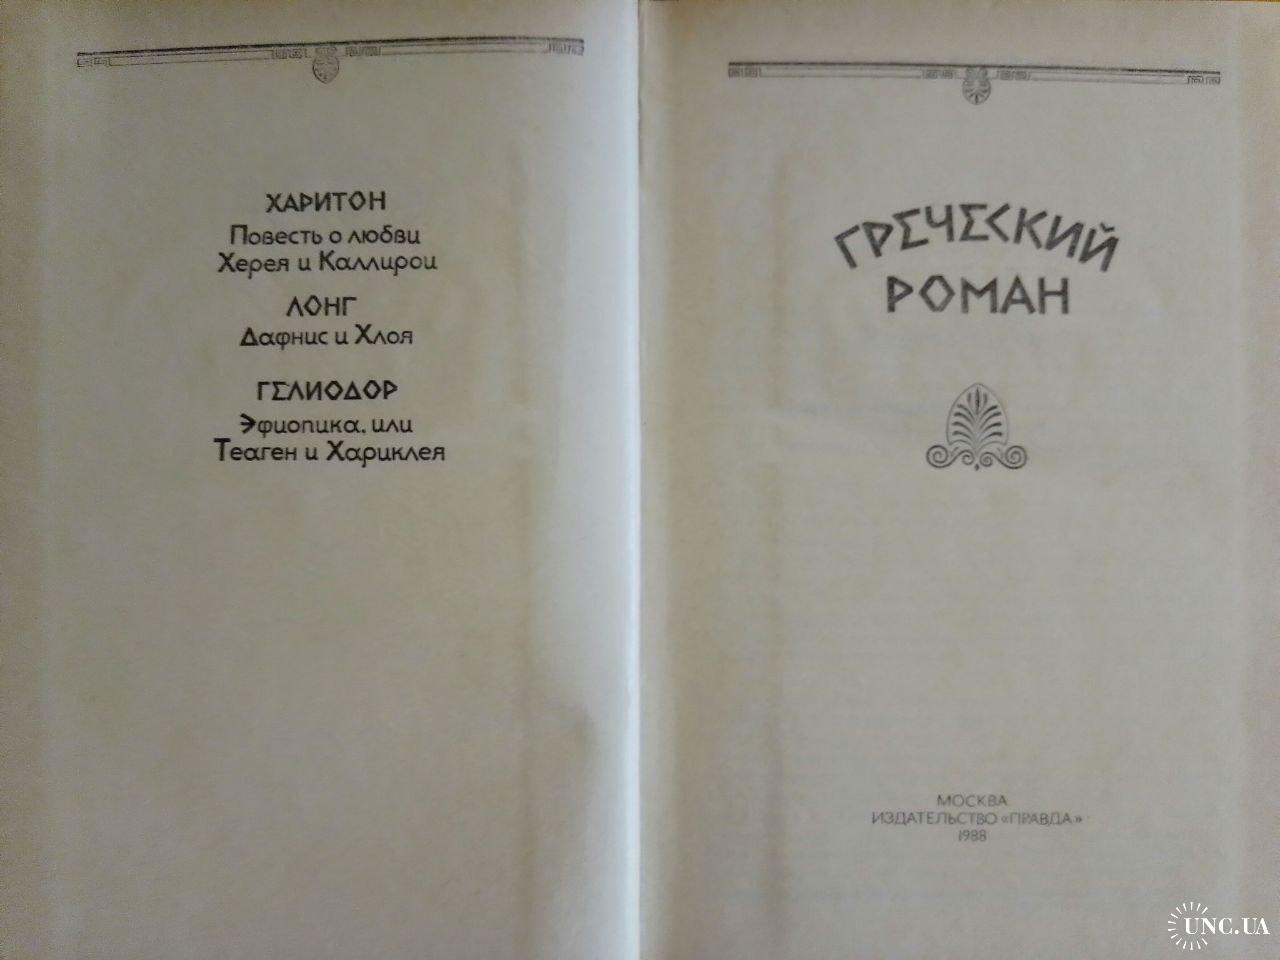 ХАРИТОН
Повесть о любви
Херея и Каллирои
ЛОНГ
Дафнис и Хлоя
ГЕЛИОДОР
Эфиопика, или
Теаген и Хариклея
ГРЕЧЕСКИЙ
РОМАН
МОСКВА
ИЗДАТЕЛЬСТВО «ПРАВДА»
1988
UNC.UA